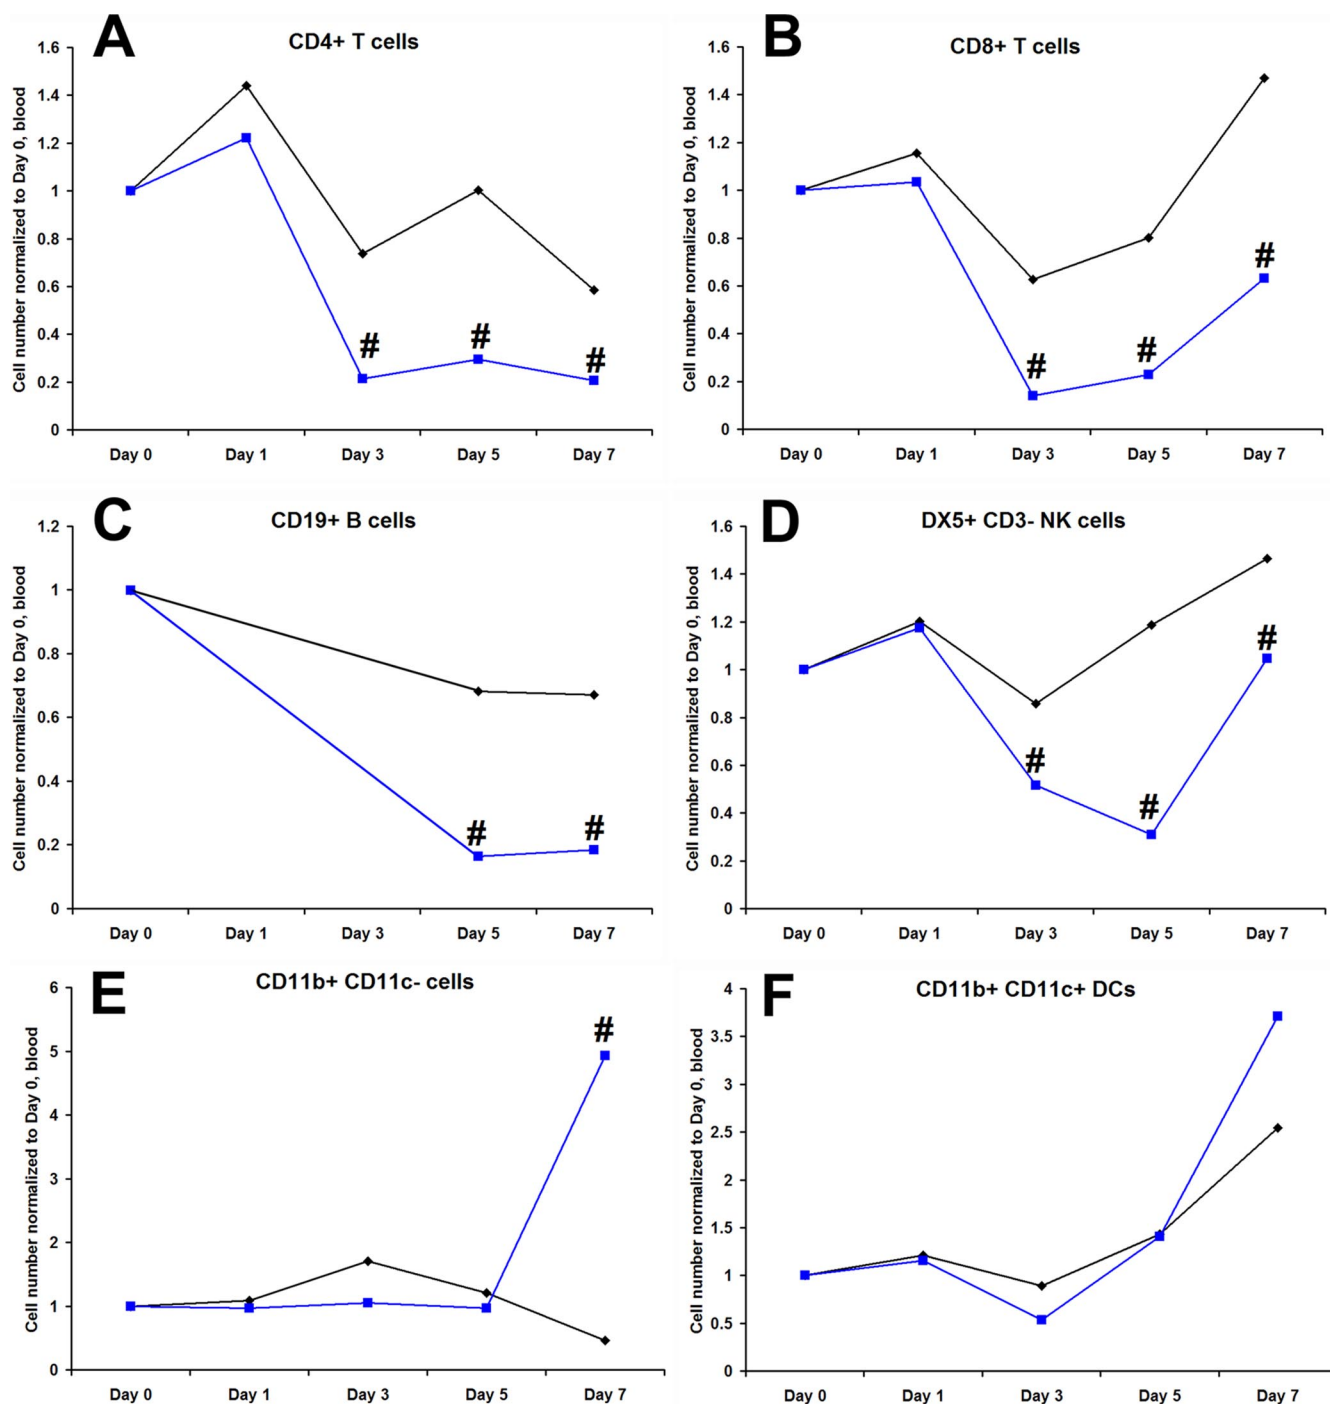 A
CD4+ T cells
Cell number normalized to Day 0, blood
1.6
1.4
1.2
1
0.8
0.6
0.4
0.2
0
# # #
Day 0 Day 1 Day 3 Day 5 Day 7
B
CD8+ T cells
Cell number normalized to Day 0, blood
1.6
1.4
1.2
1
0.8
0.6
0.4
0.2
0
# # #
Day 0 Day 1 Day 3 Day 5 Day 7
C
CD19+ B cells
Cell number normalized to Day 0, blood
1.2
1
0.8
0.6
0.4
0.2
0
# #
Day 0 Day 1 Day 3 Day 5 Day 7
D
DX5+ CD3- NK cells
Cell number normalized to Day 0, blood
1.6
1.4
1.2
1
0.8
0.6
0.4
0.2
0
# # #
Day 0 Day 1 Day 3 Day 5 Day 7
E
CD11b+ CD11c- cells
Cell number normalized to Day 0, blood
6
5
4
3
2
1
0
#
Day 0 Day 1 Day 3 Day 5 Day 7
F
CD11b+ CD11c+ DCs
Cell number normalized to Day 0, blood
4
3.5
3
2.5
2
1.5
1
0.5
0
Day 0 Day 1 Day 3 Day 5 Day 7